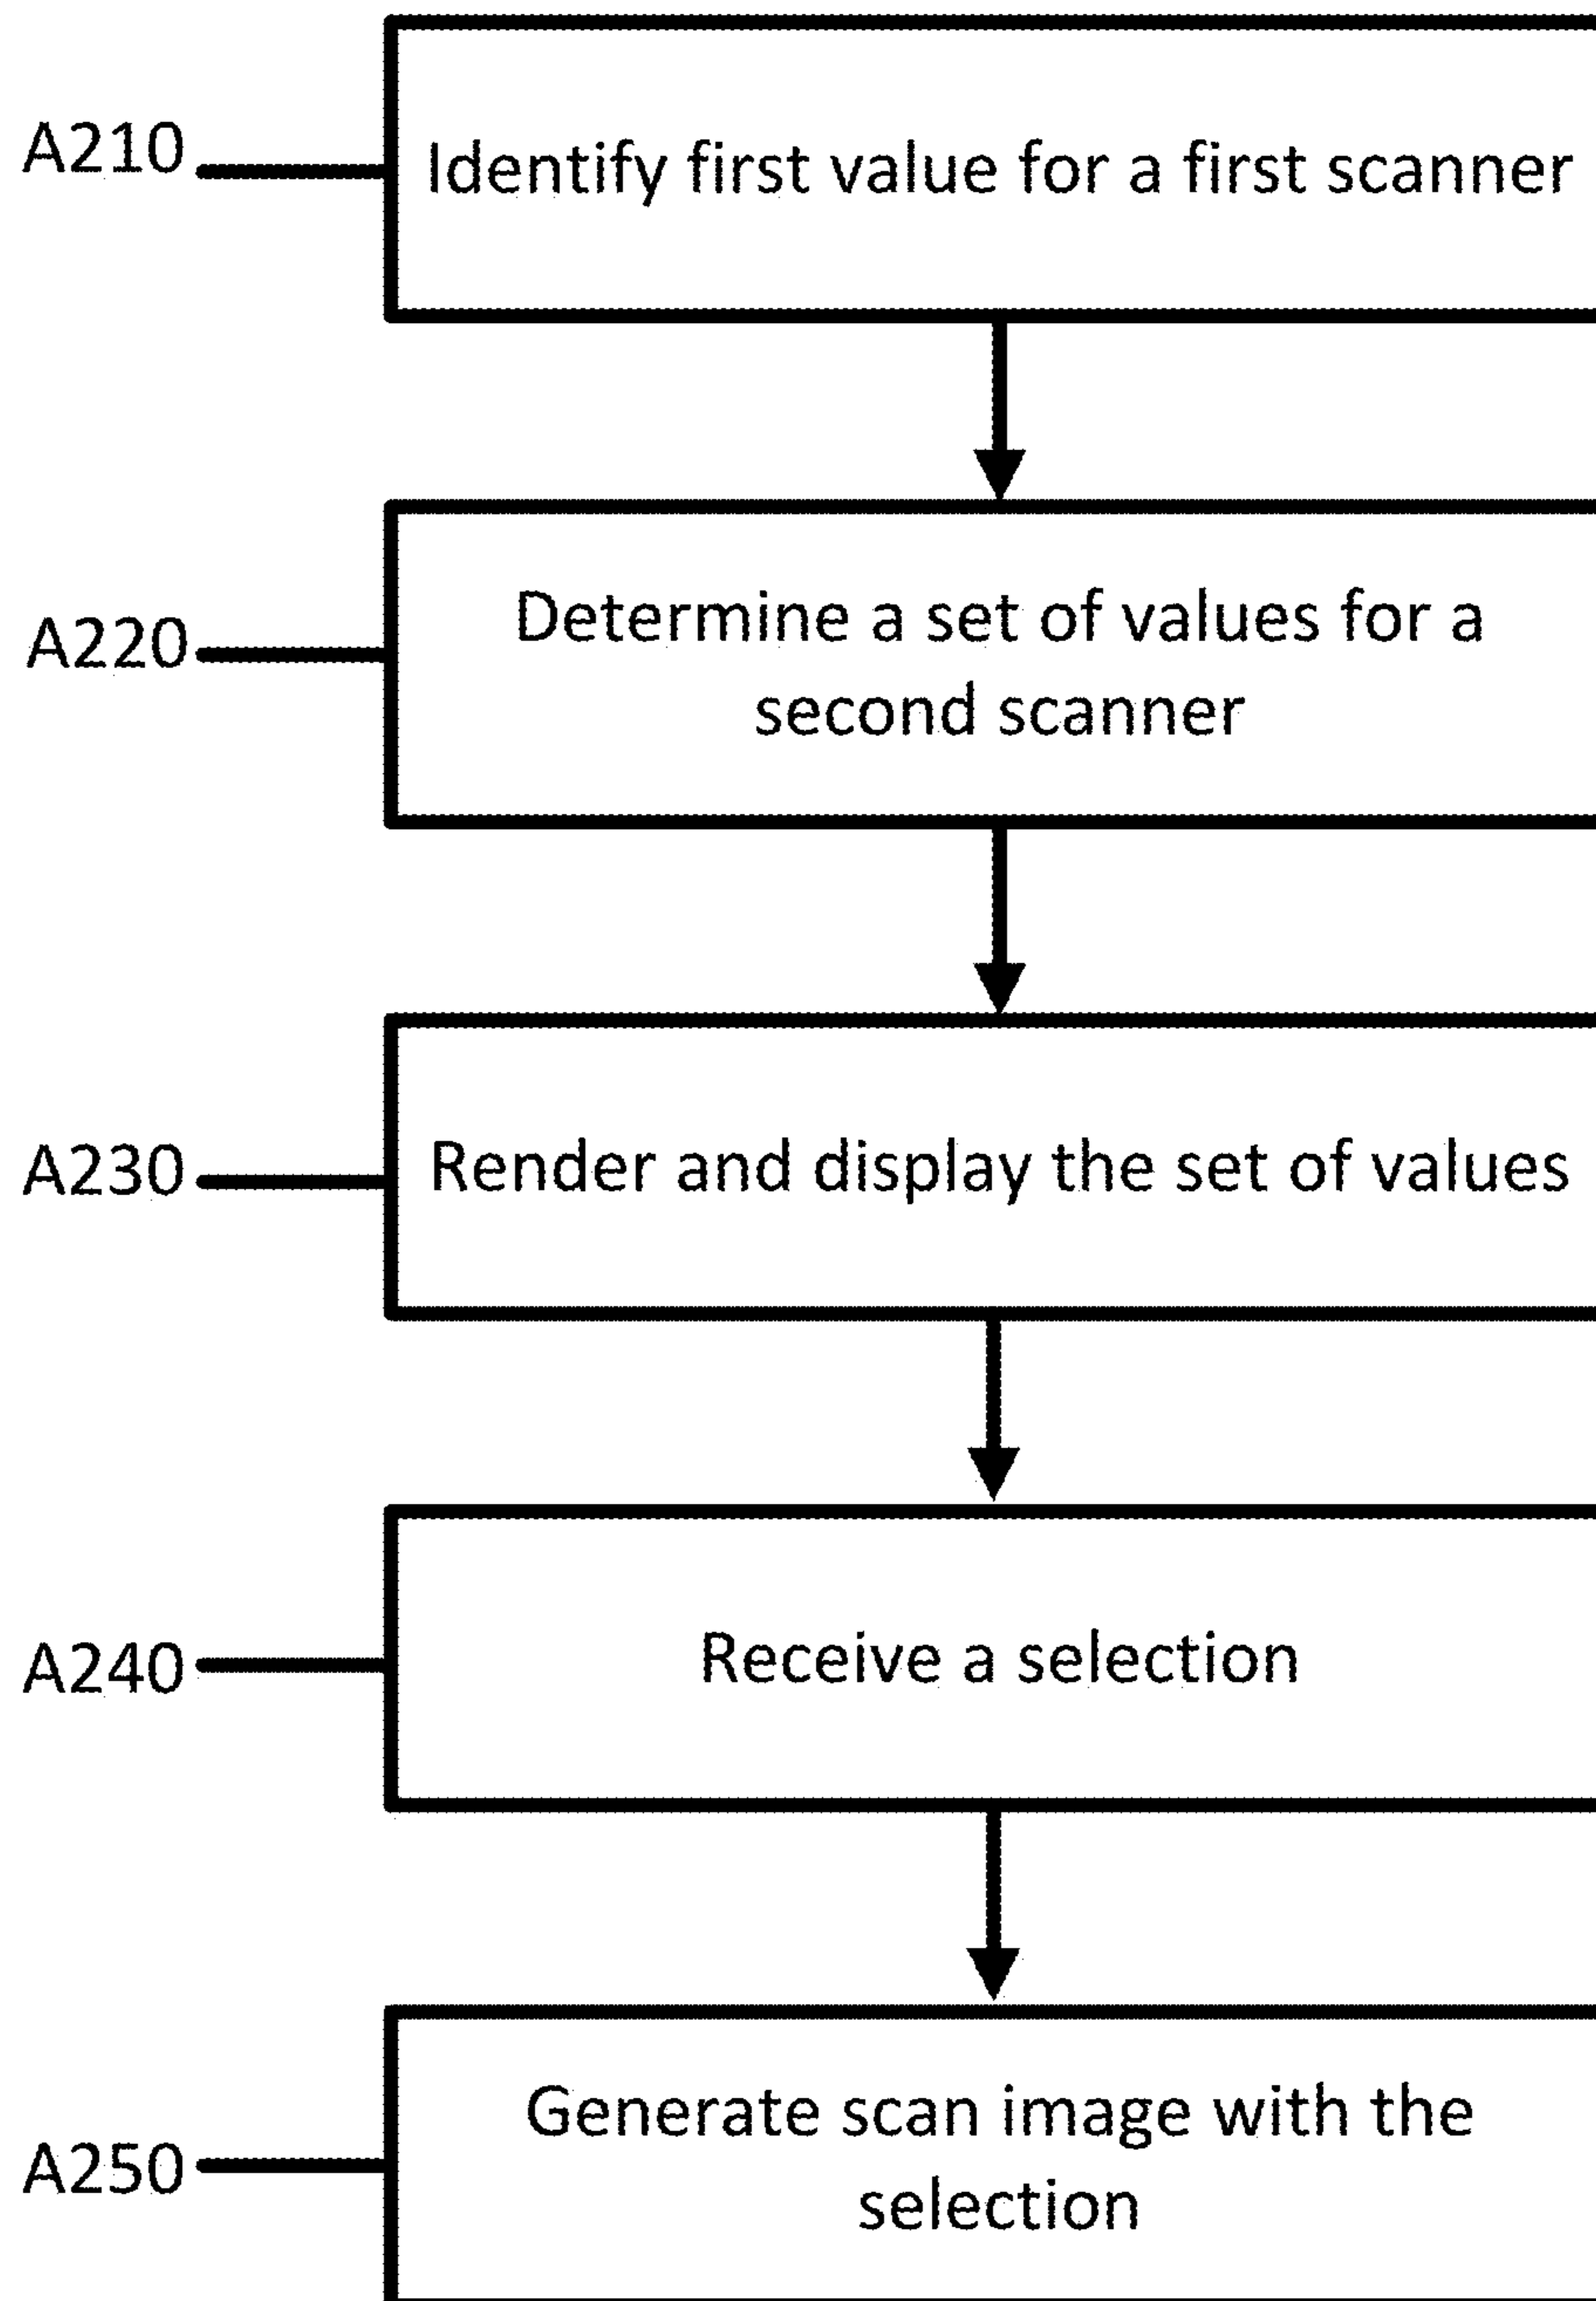 A210
Identify first value for a first scanner
A220
Determine a set of values for a
second scanner
A230
Render and display the set of values
A240
Receive a selection
A250
Generate scan image with the
selection